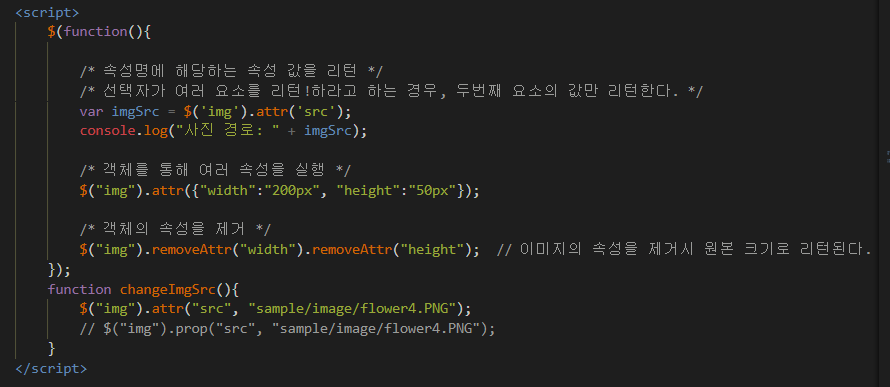 <script>
$(function(){
/* 속성명에 해당하는 속성 값을 리턴 */
/* 선택자가 여러 요소를 리턴!하라고 하는 경우, 두번째 요소의 값만 리턴한다. */
var imgSrc = $('img').attr('src');
console.log("사진 경로: " + imgSrc);
/* 객체를 통해 여러 속성을 실행 */
$("img").attr({"width":"200px", "height":"50px"});
/* 객체의 속성을 제거 */
$("img").removeAttr("width").removeAttr("height");  // 이미지의 속성을 제거시 원본 크기로 리턴된다.
});
function changeImgSrc(){
$("img").attr("src", "sample/image/flower4.PNG");
// $("img").prop("src", "sample/image/flower4.PNG");
}
</script>